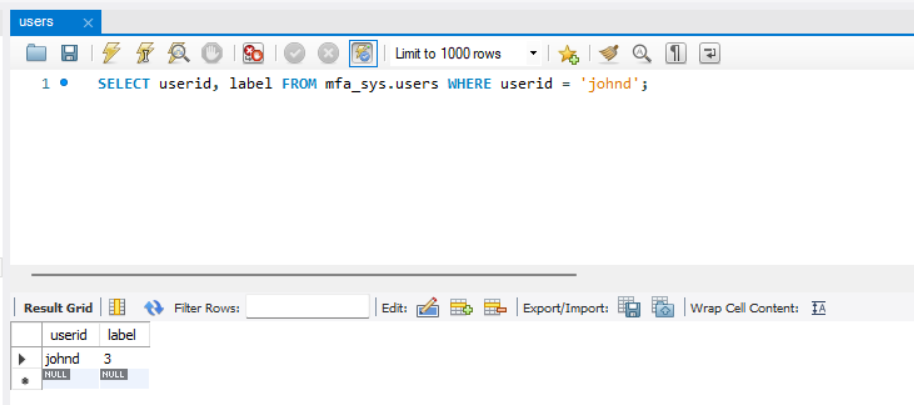 users
Limit to 1000 rows
1 SELECT userid, label FROM mfa_sys.users WHERE userid = 'johnd';
Result Grid Filter Rows: Edit: Export/Import: Wrap Cell Content: IA
userid label
johnd 3
NULL NULL